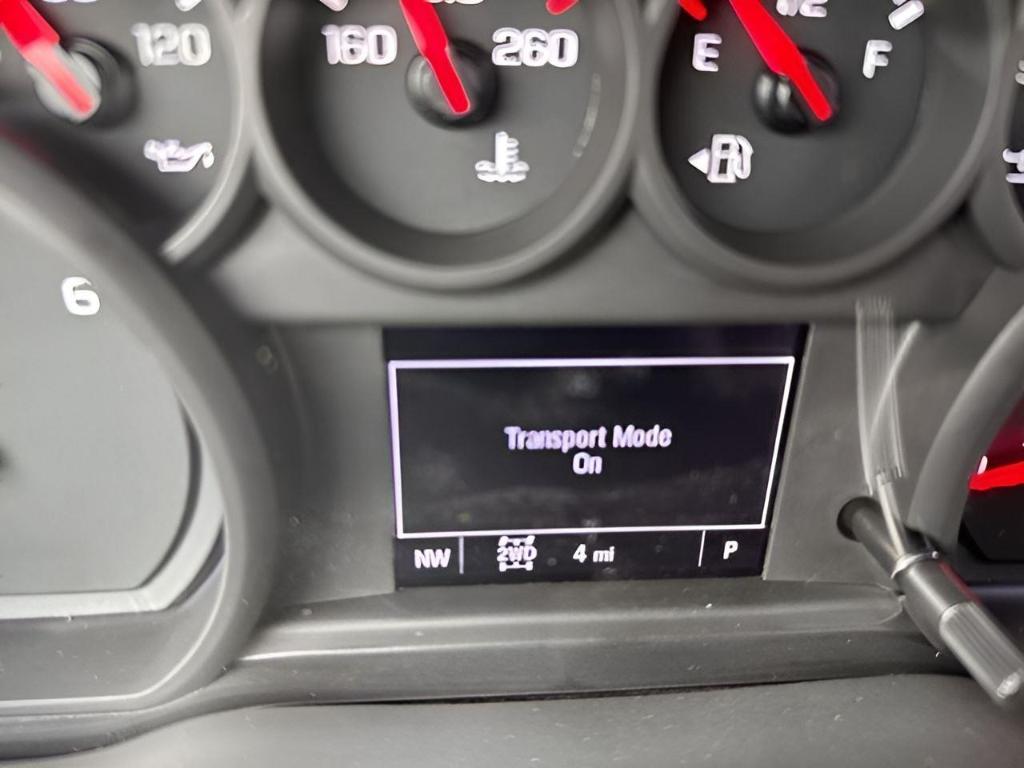 120
160
260
E
F
6
Transport Mode
On
NW
2WD
4 mi
P